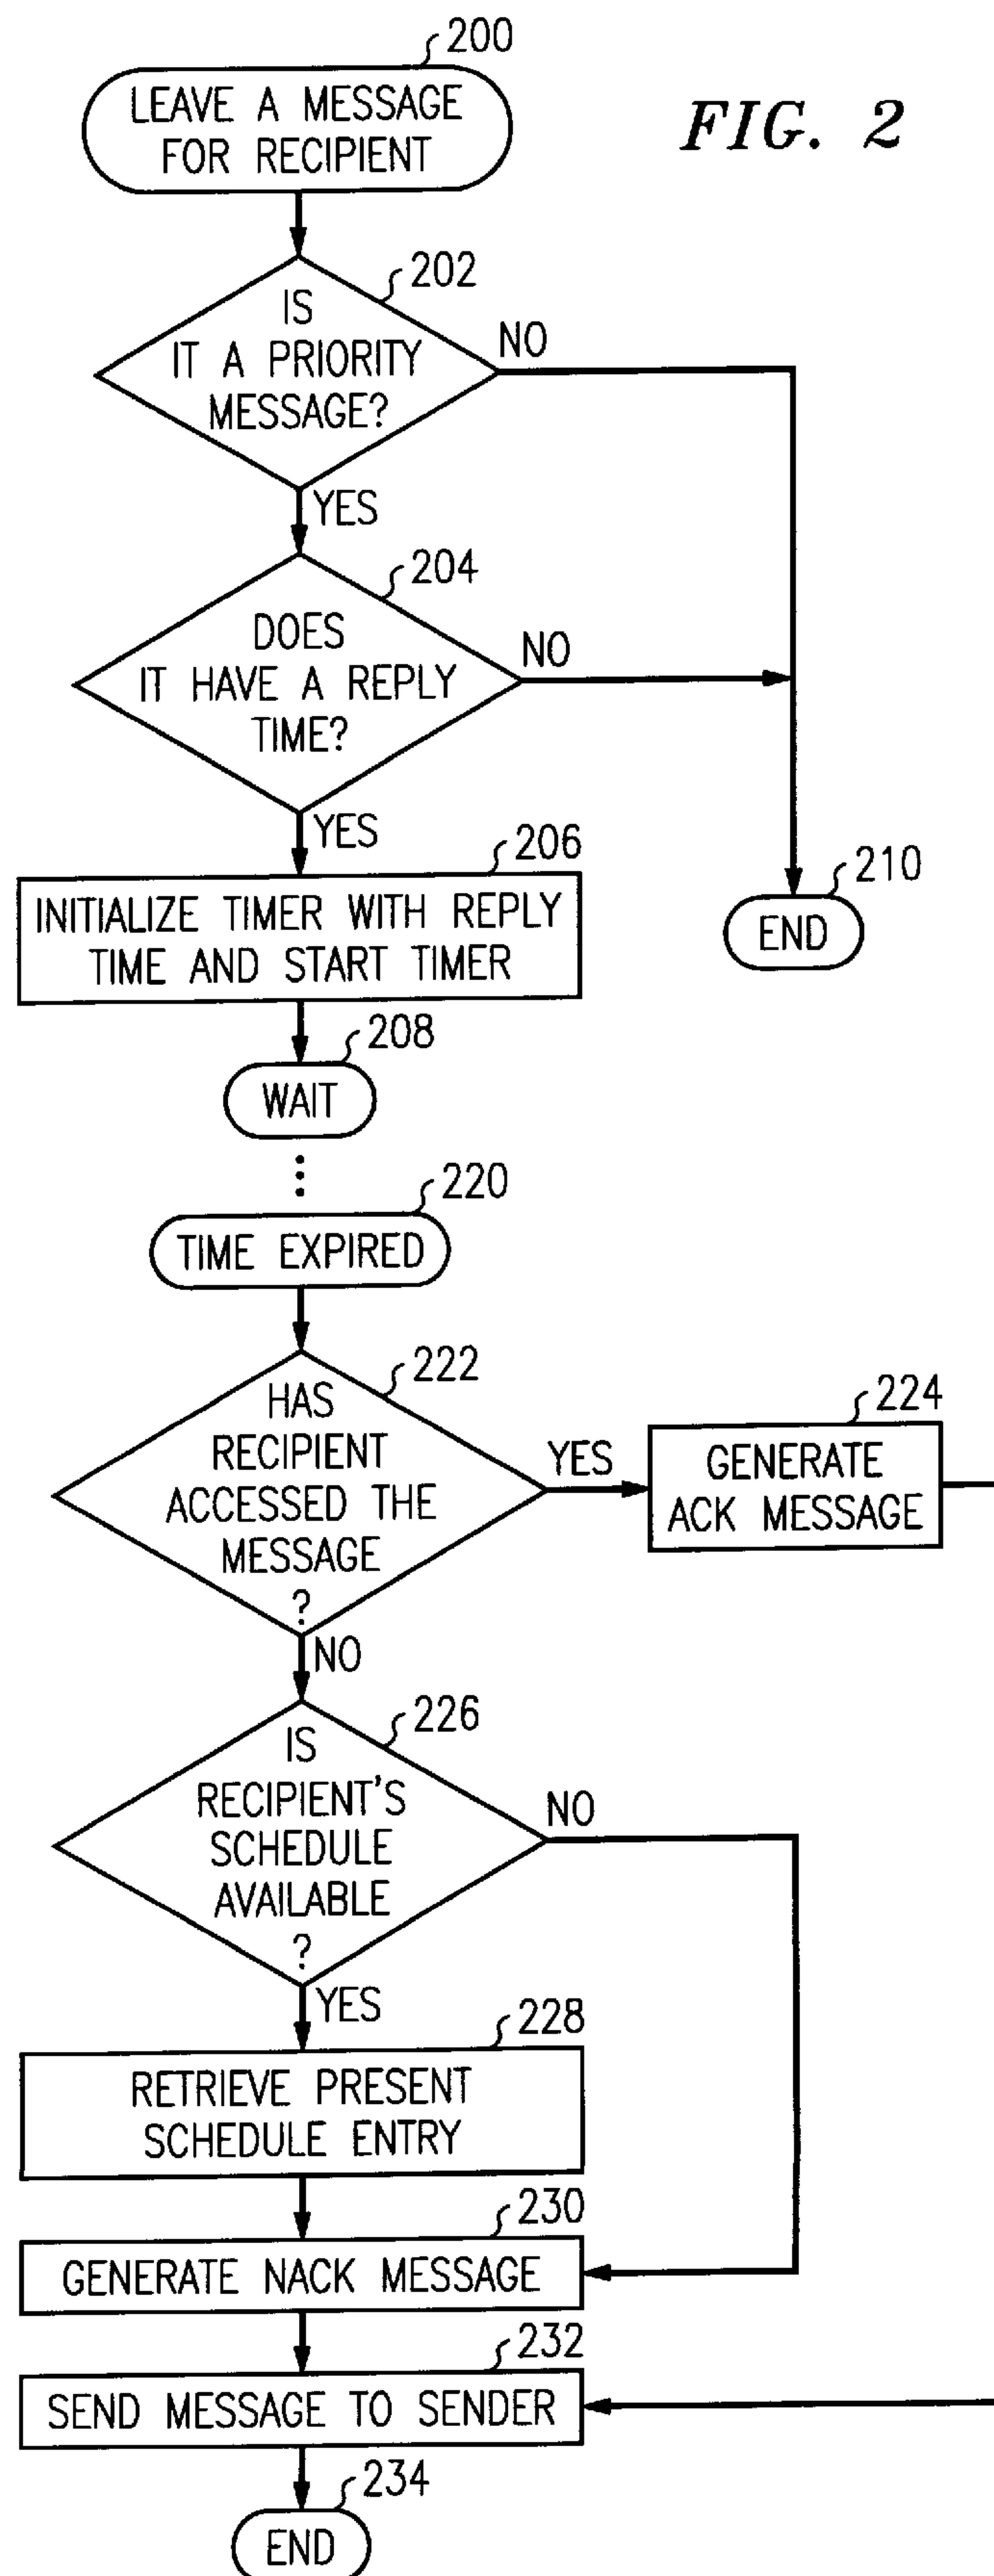 200
LEAVE A MESSAGE
FOR RECIPIENT
FIG. 2
202
IS
IT A PRIORITY
MESSAGE?
NO
YES
204
DOES
IT HAVE A REPLY
TIME?
NO
YES
206
INITIALIZE TIMER WITH REPLY
TIME AND START TIMER
210
END
208
WAIT
220
TIME EXPIRED
222
HAS
RECIPIENT
ACCESSED THE
MESSAGE
?
YES
224
GENERATE
ACK MESSAGE
NO
226
IS
RECIPIENT'S
SCHEDULE
AVAILABLE
?
NO
YES
228
RETRIEVE PRESENT
SCHEDULE ENTRY
230
GENERATE NACK MESSAGE
232
SEND MESSAGE TO SENDER
234
END